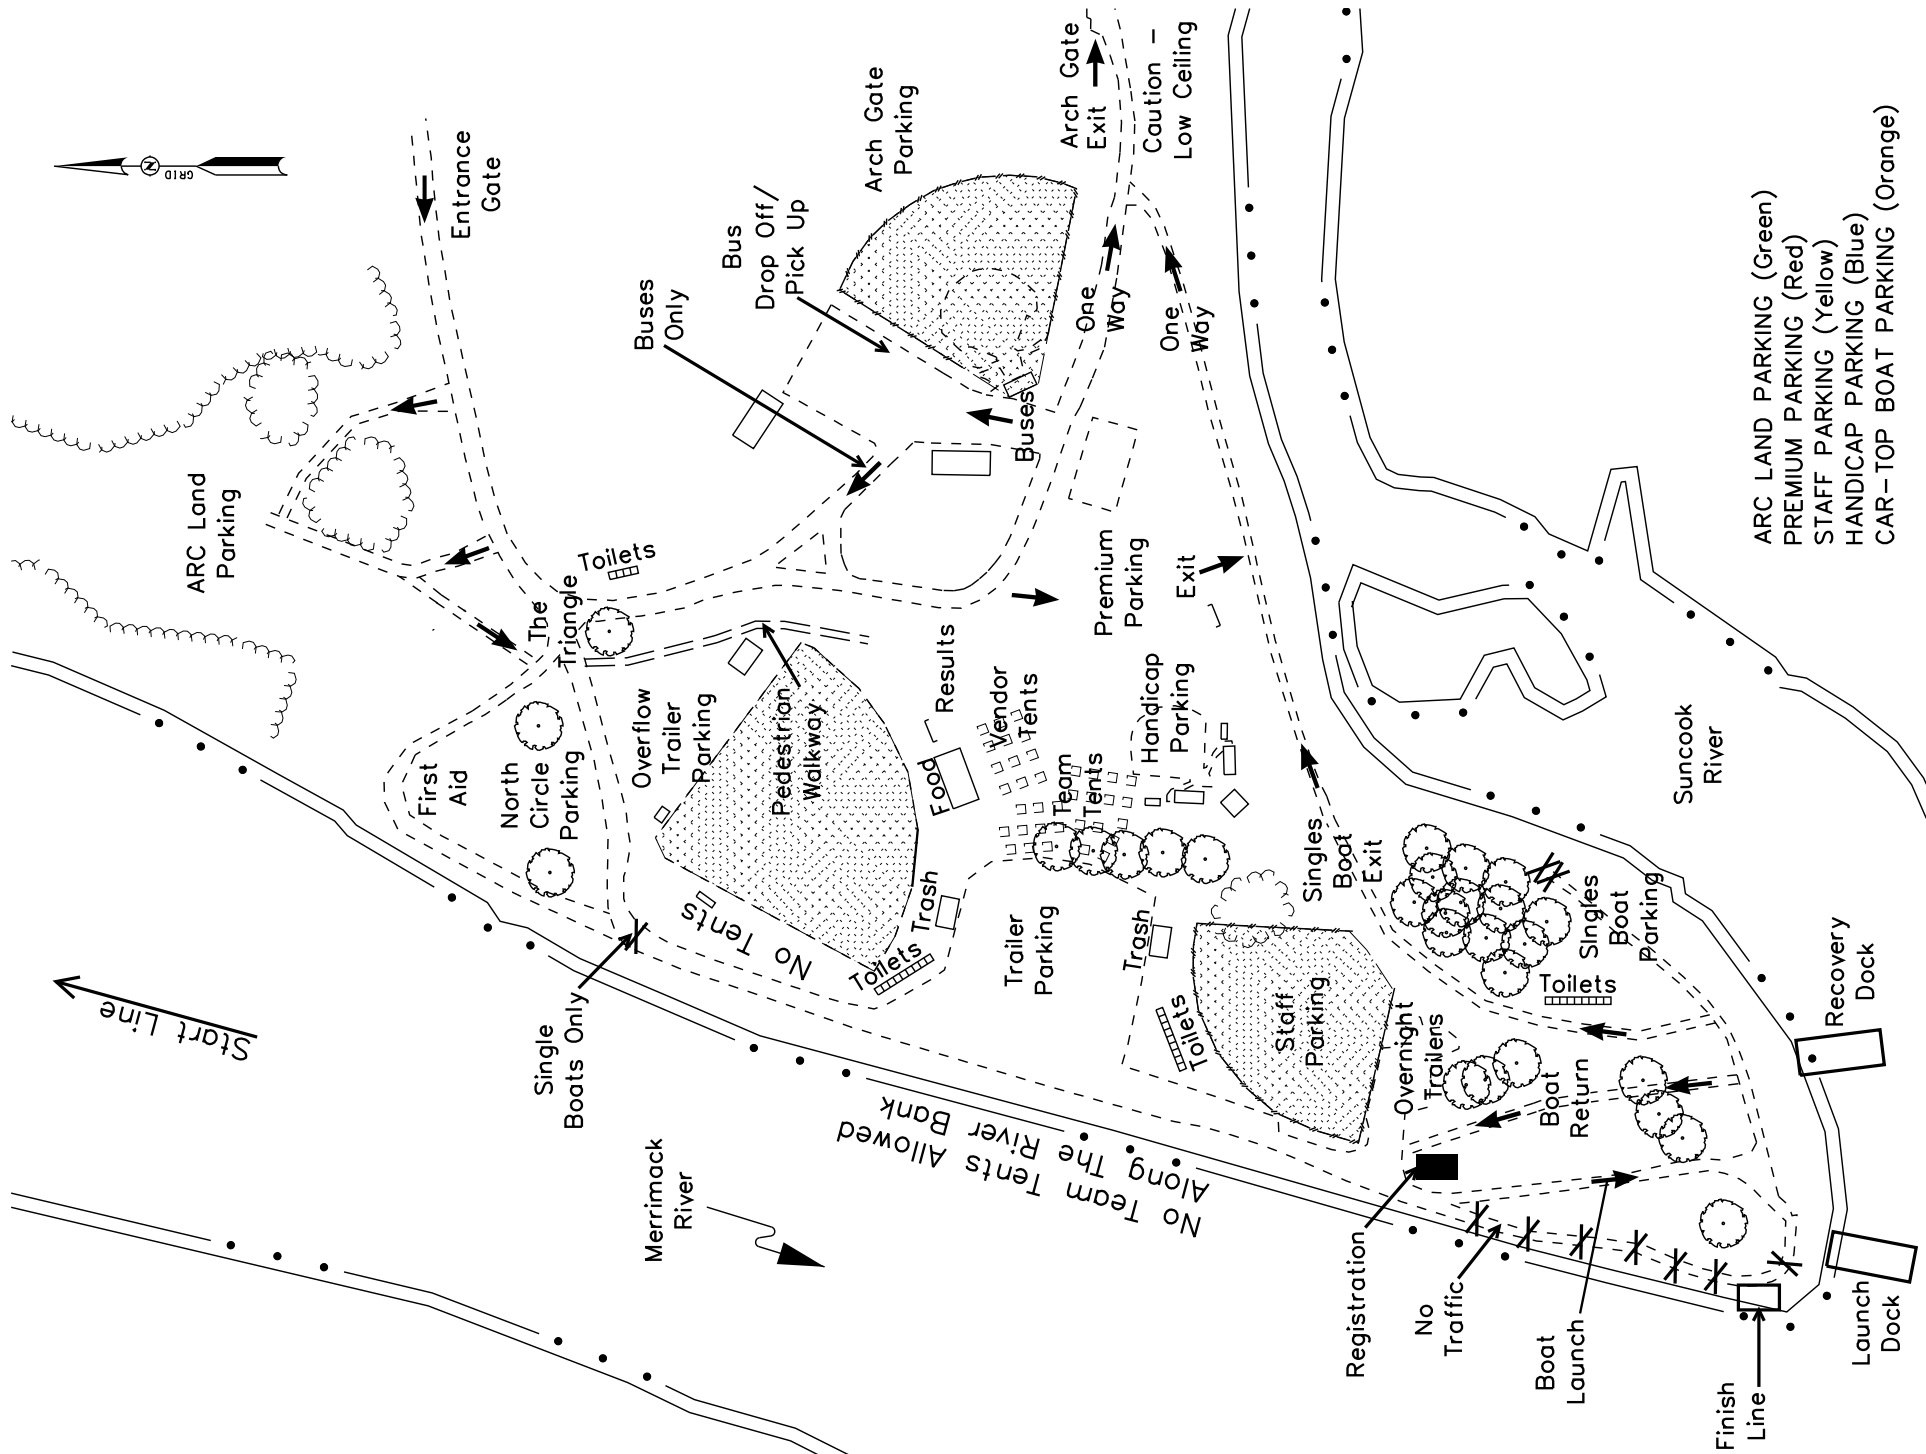 GRID
N
Entrance
Gate
ARC Land
Parking
Buses
Only
Bus
Drop Off/
Pick Up
Arch Gate
Parking
Arch Gate
Exit
Caution -
Low Ceiling
One
Way
One
Way
Buses
Toilets
The
Triangle
Premium
Parking
Exit
Results
Vendor
Tents
Handicap
Parking
Overflow
Trailer
Parking
Pedestrian
Walkway
Food
Team
Tents
First
Aid
North
Circle
Parking
No Tents
Trash
Toilets
Trailer
Parking
Trash
Toilets
Staff
Parking
Singles
Boat
Exit
SIngles
Boat
Parking
Toilets
Overnight
Trailens
Boat
Return
Suncook
River
Recovery
Dock
Launch
Dock
Start Line
Single
Boats Only
Merrimack
River
No Team Tents Allowed
Along The River Bank
Registration
No
Traffic
Boat
Launch
Finish
Line
ARC LAND PARKING (Green)
PREMIUM PARKING (Red)
STAFF PARKING (Yellow)
HANDICAP PARKING (Blue)
CAR-TOP BOAT PARKING (Orange)